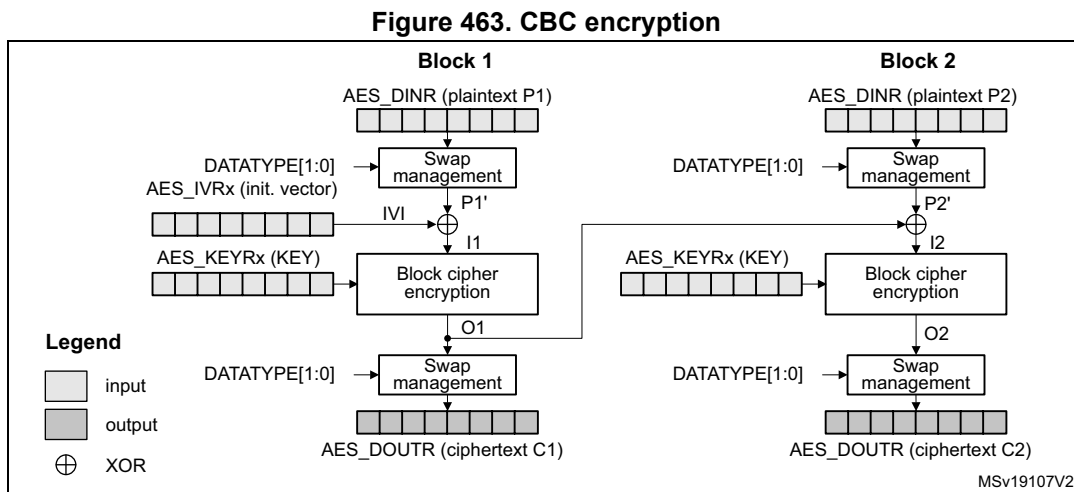 Figure 463. CBC encryption
Block 1
Block 2
AES_DINR (plaintext P1)
AES_DINR (plaintext P2)
DATATYPE[1:0]
Swap
management
DATATYPE[1:0]
Swap
management
AES_IVRx (init. vector)
P1'
P2'
IVI
I1
I2
AES_KEYRx (KEY)
Block cipher
encryption
AES_KEYRx (KEY)
Block cipher
encryption
O1
O2
Legend
input
output
XOR
DATATYPE[1:0]
Swap
management
DATATYPE[1:0]
Swap
management
AES_DOUTR (ciphertext C1)
AES_DOUTR (ciphertext C2)
MSv19107V2